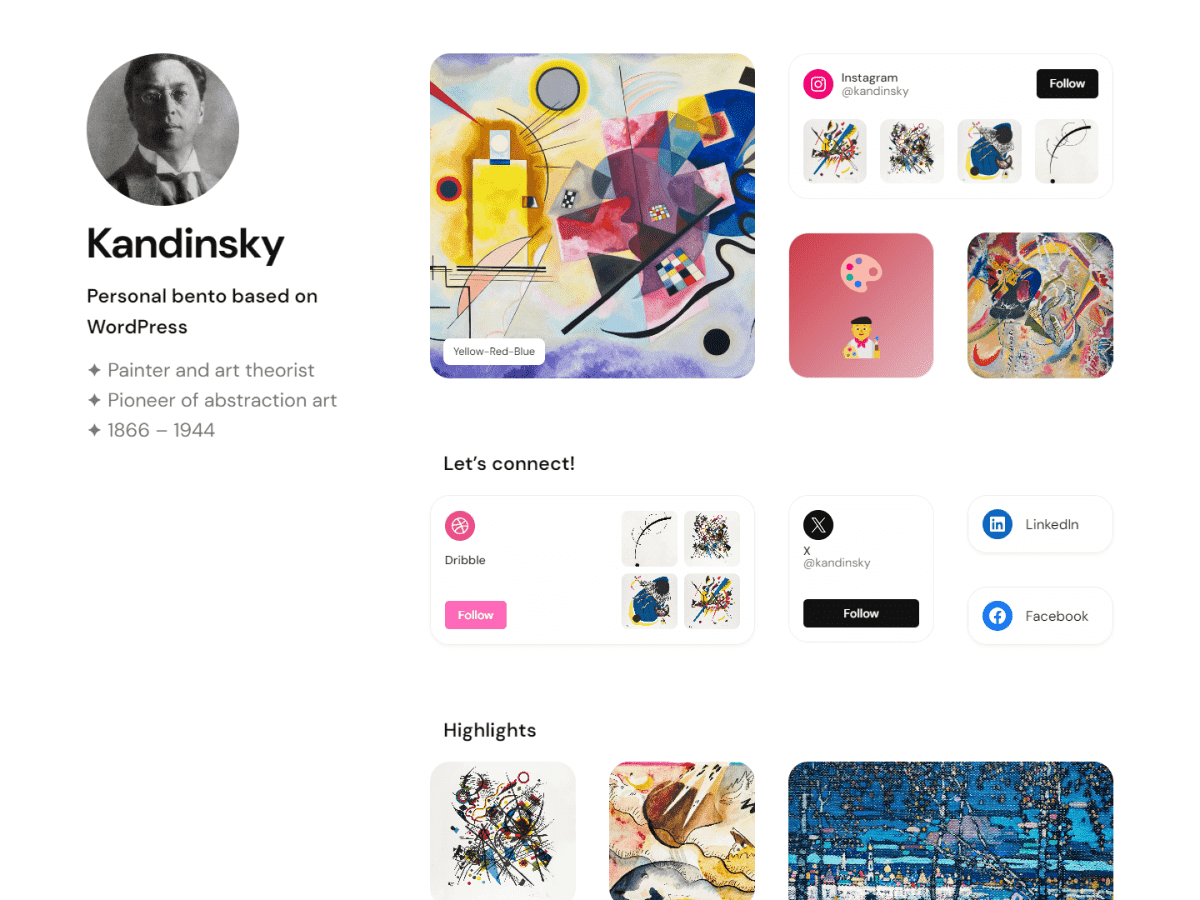 Kandinsky
Personal bento based on
WordPress
✦ Painter and art theorist
✦ Pioneer of abstraction art
✦ 1866 – 1944
Yellow-Red-Blue
Instagram
@kandinsky
Follow
Let’s connect!
Dribble
Follow
X
@kandinsky
Follow
LinkedIn
Facebook
Highlights